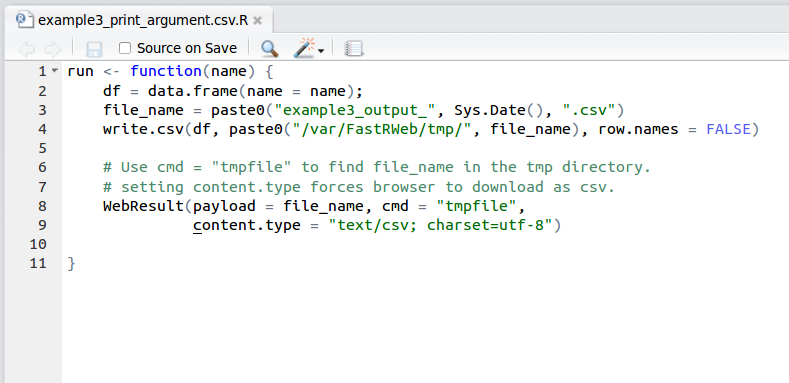 example3_print_argument.csv.R
Source on Save
1 run <- function(name) {
2     df = data.frame(name = name);
3     file_name = paste0("example3_output_", Sys.Date(), ".csv")
4     write.csv(df, paste0("/var/FastRWeb/tmp/", file_name), row.names = FALSE)
5
6     # Use cmd = "tmpfile" to find file_name in the tmp directory.
7     # setting content.type forces browser to download as csv.
8     WebResult(payload = file_name, cmd = "tmpfile",
9               content.type = "text/csv; charset=utf-8")
10
11 }